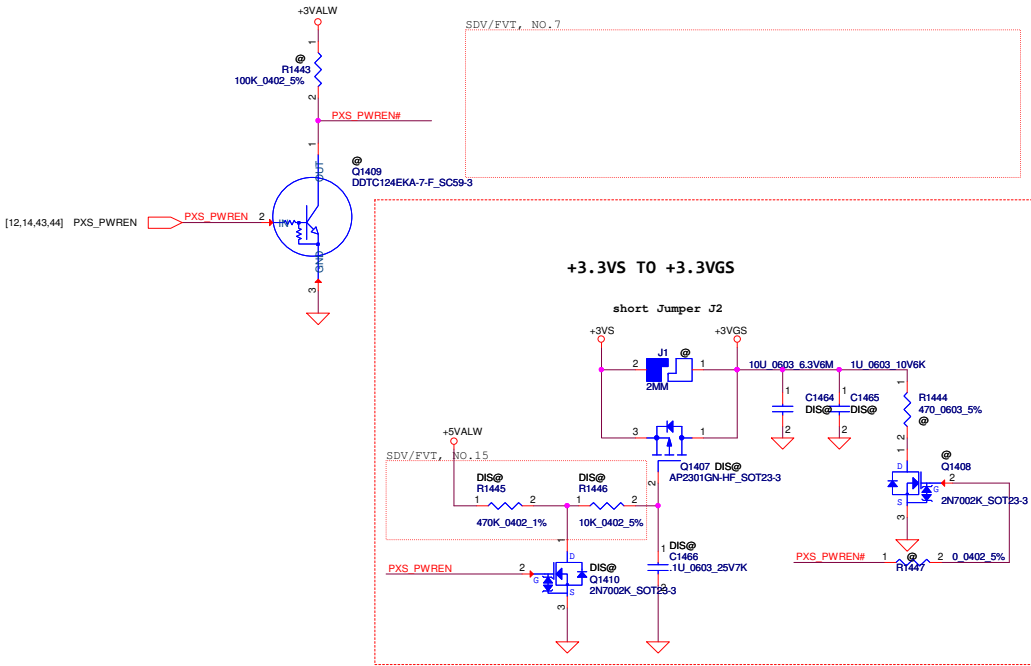 +3VALW
SDV/FVT, NO.7
1
@
R1443
100K_0402_5%
2
PXS_PWREN#
1
OUT
@
Q1409
DDTC124EKA-7-F_SC59-3
[12,14,43,44] PXS_PWREN
PXS_PWREN 2
IN
GND
3
+3.3VS TO +3.3VGS
short Jumper J2
+3VS
+3VGS
J1 @
2 1
2MM
10U_0603_6.3V6M 1U_0603_10V6K
1
C1464
DIS@
2
1
C1465
DIS@
2
1
R1444
470_0603_5%
@
2
+5VALW
3 1
Q1407 DIS@
AP2301GN-HF_SOT23-3
2
SDV/FVT, NO.15
DIS@
R1445
1 2
470K_0402_1%
DIS@
R1446
1 2
10K_0402_5%
1
D
@
Q1408
2
G
2N7002K_SOT23-3
S
3
PXS_PWREN# 1 @ 2 0_0402_5%
R1447
1
DIS@
C1466
.1U_0603_25V7K
2
PXS_PWREN 2
1
D
G
S
DIS@
Q1410
2N7002K_SOT23-3
3